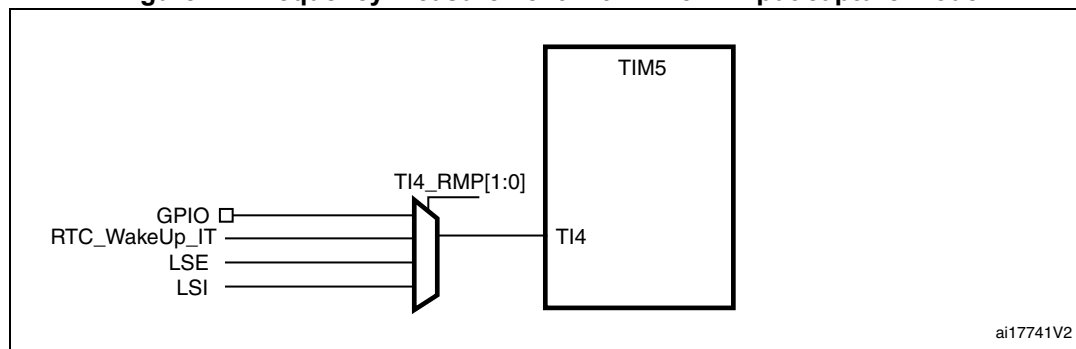 TIM5
TI4_RMP[1:0]
GPIO
RTC_WakeUp_IT
TI4
LSE
LSI
ai17741V2